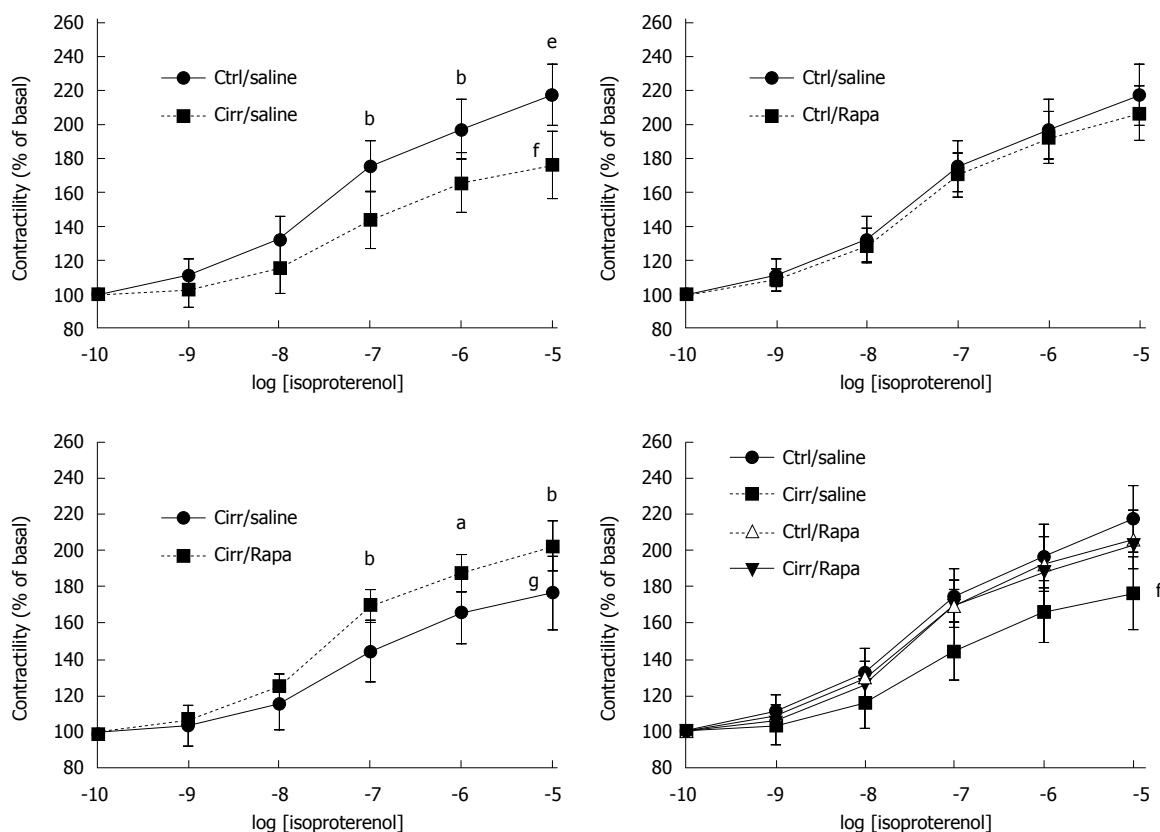 260
240
220
200
180
160
140
120
100
80
Contractility (% of basal)
Ctrl/saline
Cirr/saline
b
b
e
f
-10 -9 -8 -7 -6 -5
log [isoproterenol]
260
240
220
200
180
160
140
120
100
80
Contractility (% of basal)
Ctrl/saline
Ctrl/Rapa
-10 -9 -8 -7 -6 -5
log [isoproterenol]
260
240
220
200
180
160
140
120
100
80
Contractility (% of basal)
Cirr/saline
Cirr/Rapa
b
a
b
g
-10 -9 -8 -7 -6 -5
log [isoproterenol]
260
240
220
200
180
160
140
120
100
80
Contractility (% of basal)
Ctrl/saline
Cirr/saline
Ctrl/Rapa
Cirr/Rapa
f
-10 -9 -8 -7 -6 -5
log [isoproterenol]